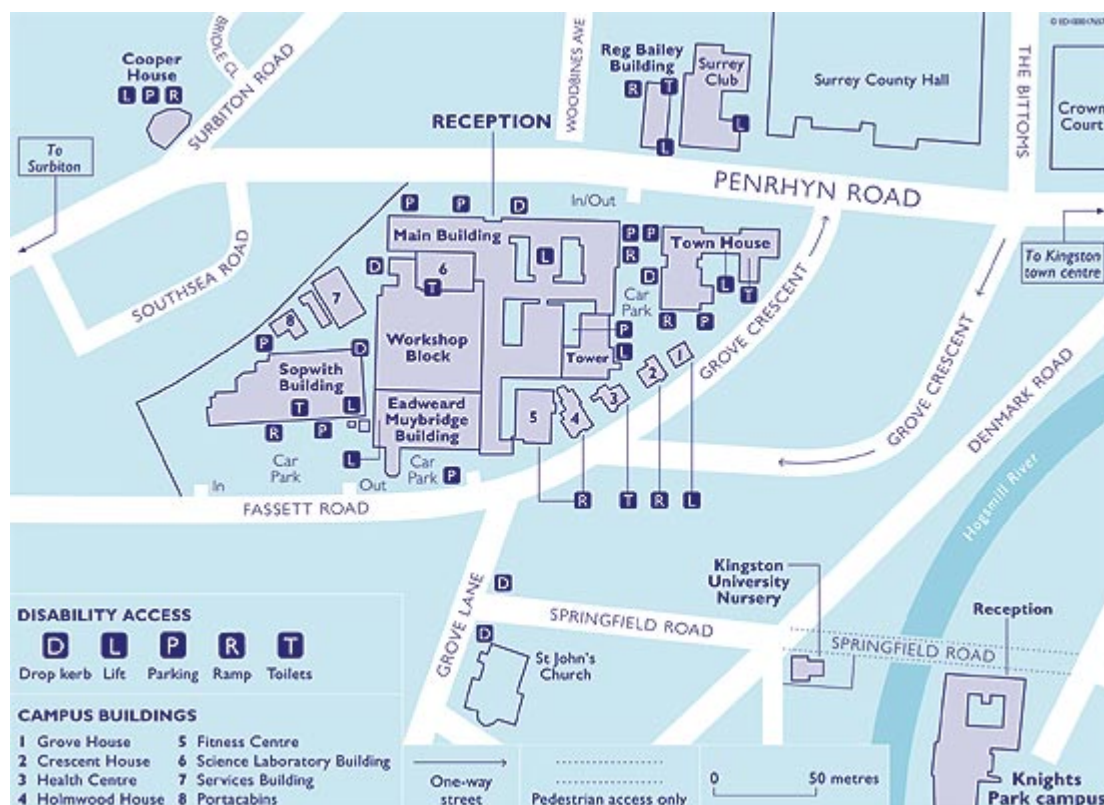 BRIDLE CL
Cooper
House
L P R
SURBITON ROAD
WOODBINES AVE
Reg Bailey
Building
R T
Surrey
Club
L
L
Surrey County Hall
THE BITTOMS
Crown
Court
To
Surbiton
RECEPTION
PENRHYN ROAD
To Kingston
town centre
SOUTHSEA ROAD
P P D
In/Out
Main Building
L
P P
R
D
Car
Park
Town House
L T
R P
D
6
T
7
8
P
D
Workshop
Block
P
Tower
L
GROVE CRESCENT
GROVE CRESCENT
DENMARK ROAD
Hogsmill River
Sopwith
Building
T L
R P
Eadweard
Muybridge
Building
L
5
4
3
2
1
Car
Park
Car
Park P
In
Out
R T R L
FASSETT ROAD
GROVE LANE
D
D
SPRINGFIELD ROAD
St John's
Church
Kingston
University
Nursery
Reception
SPRINGFIELD ROAD
Knights
Park campus
DISABILITY ACCESS
D L P R T
Drop kerb Lift Parking Ramp Toilets
CAMPUS BUILDINGS
1 Grove House 5 Fitness Centre
2 Crescent House 6 Science Laboratory Building
3 Health Centre 7 Services Building
4 Holmwood House 8 Portacabins
One-way
street
Pedestrian access only
0 50 metres